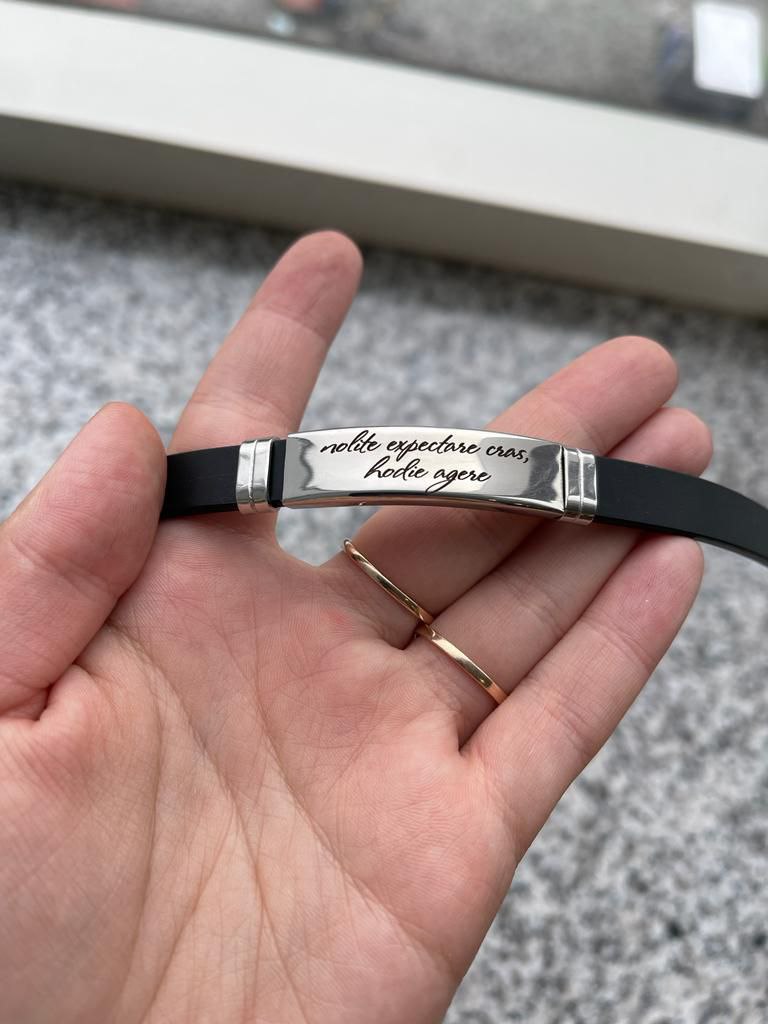 nolite expectare cras,
hodie agere